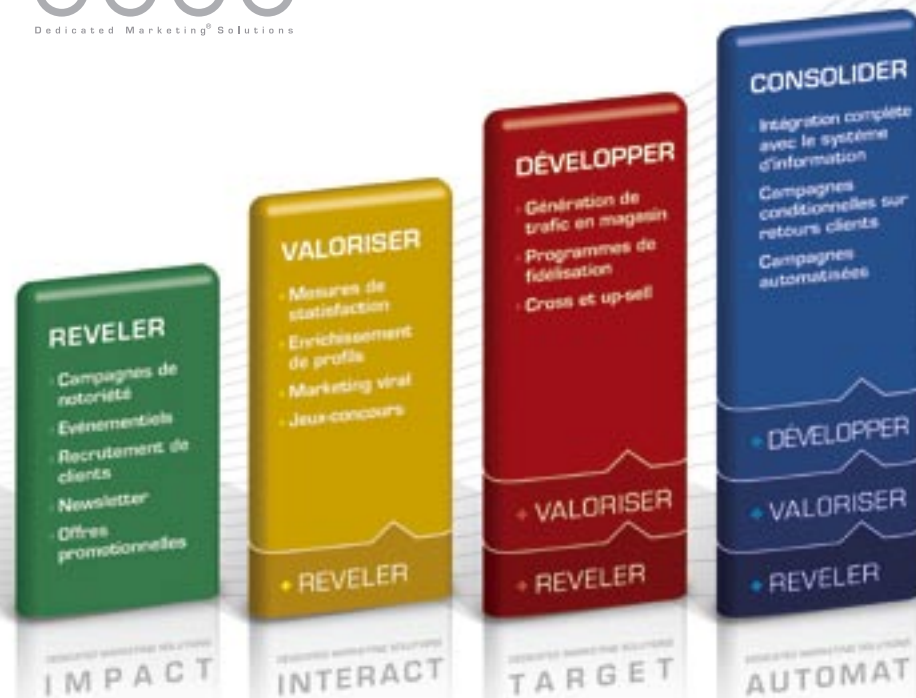 Dedicated Marketing® Solutions
REVELER
Campagnes de
notoriété
Evénementiels
Recrutement de
clients
Newsletter
Offres
promotionnelles
IMPACT
VALORISER
Mesures de
statisfaction
Enrichissement
de profils
Marketing viral
Jeux-concours
+ REVELER
INTERACT
DÉVELOPPER
Génération de
trafic en magasin
Programmes de
fidélisation
Cross et up-sell
+ VALORISER
+ REVELER
TARGET
CONSOLIDER
Intégration complète
avec le système
d'information
Campagnes
conditionnelles sur
retours clients
Campagnes
automatisées
+ DÉVELOPPER
+ VALORISER
+ REVELER
AUTOMAT